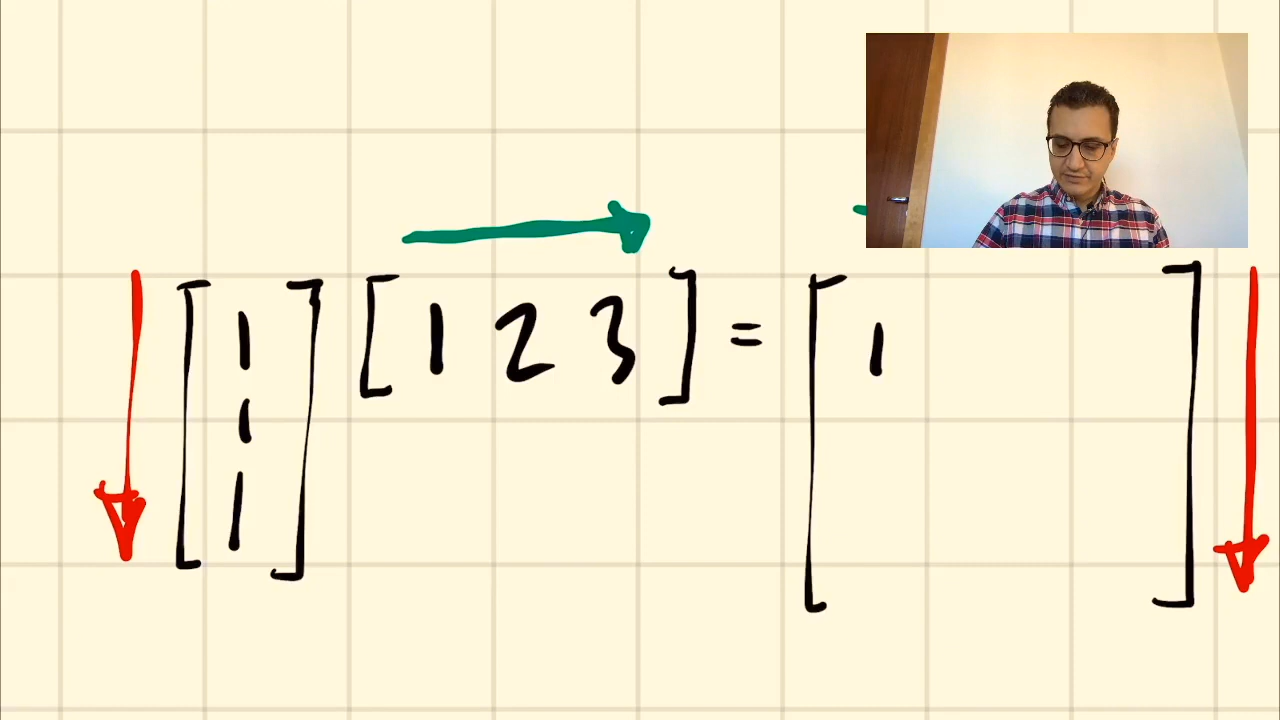 [1 [1 2 3] = [1
1
1] ]